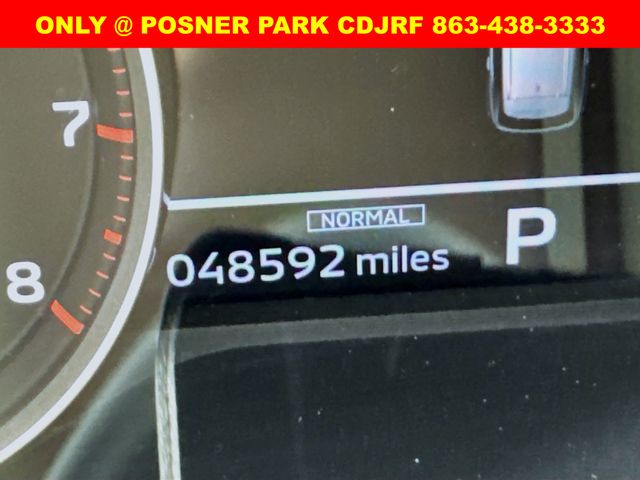 ONLY @ POSNER PARK CDJRF 863-438-3333
7
NORMAL
P
048592 miles
8